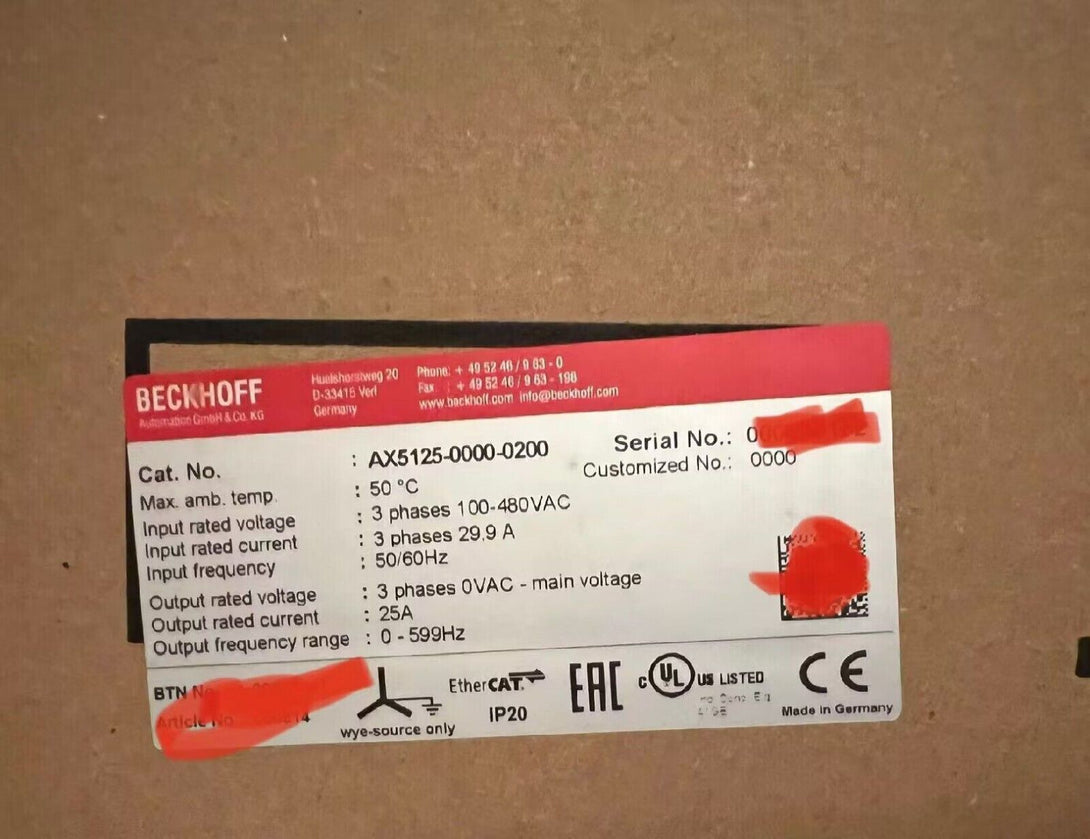 BECKHOFF
Automation GmbH & Co. KG
Huelshorstweg 20
D-33415 Verl
Germany
Phone: + 49 52 46 / 9 63 - 0
Fax : + 49 52 46 / 9 63 - 198
www.beckhoff.com info@beckhoff.com
Cat. No. : AX5125-0000-0200
Serial No.:
Customized No.: 0000
Max. amb. temp. : 50 °C
Input rated voltage : 3 phases 100-480VAC
Input rated current : 3 phases 29.9 A
Input frequency : 50/60Hz
Output rated voltage : 3 phases 0VAC - main voltage
Output rated current : 25A
Output frequency range : 0 - 599Hz
BTN
Article No
wye-source only
EtherCAT
IP20
EAC
C UL US LISTED
CE
Made in Germany